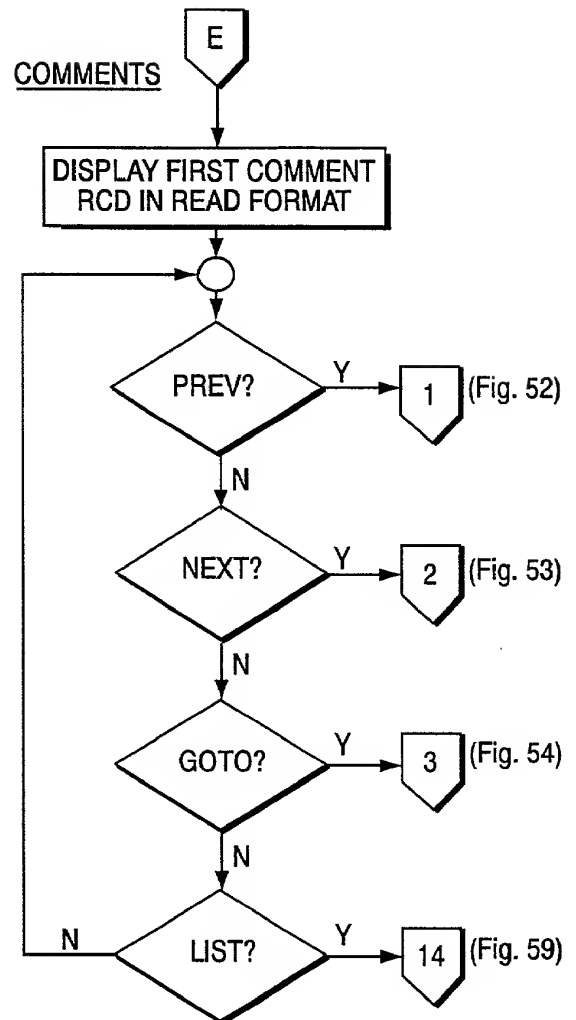 E
COMMENTS
DISPLAY FIRST COMMENT
RCD IN READ FORMAT
PREV?
Y
1
(Fig. 52)
N
NEXT?
Y
2
(Fig. 53)
N
GOTO?
Y
3
(Fig. 54)
N
N
LIST?
Y
14
(Fig. 59)